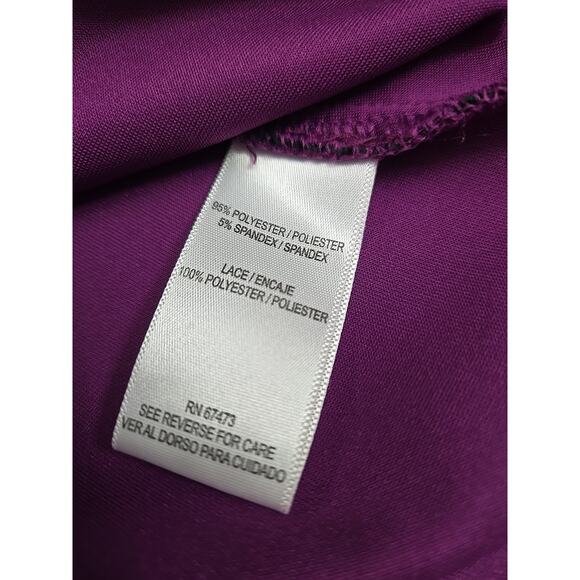 95% POLYESTER / POLIESTER
5% SPANDEX / SPANDEX
LACE / ENCAJE
100% POLYESTER / POLIESTER
RN 67473
SEE REVERSE FOR CARE
VER AL DORSO PARA CUIDADO